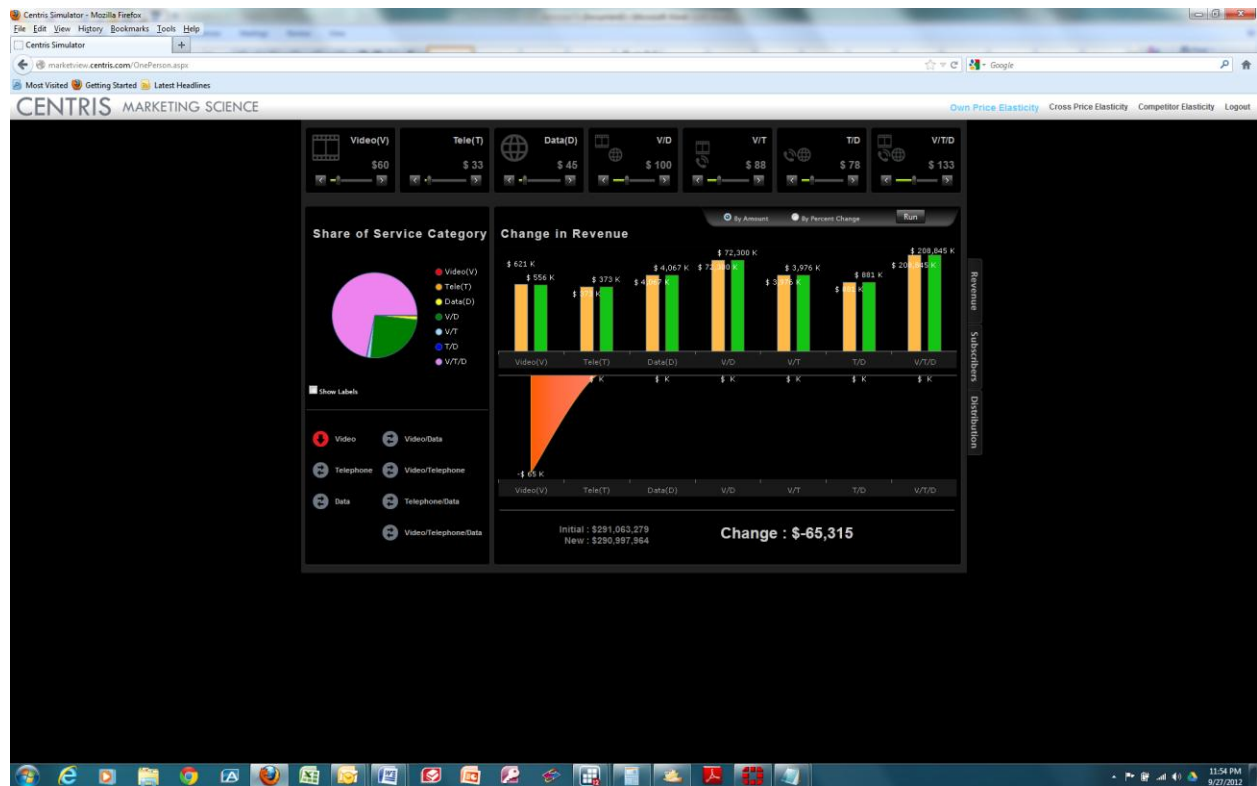 Centris Simulator - Mozilla Firefox
File Edit View History Bookmarks Tools Help
Centris Simulator +
marketview.centris.com/OnePerson.aspx
Google
Most Visited Getting Started Latest Headlines
CENTRIS MARKETING SCIENCE
Own Price Elasticity Cross Price Elasticity Competitor Elasticity Logout
Video(V) Tele(T) Data(D) V/D V/T T/D V/T/D
$60 $ 33 $ 45 $ 100 $ 88 $ 78 $ 133
By Amount By Percent Change Run
Share of Service Category
Video(V)
Tele(T)
Data(D)
V/D
V/T
T/D
V/T/D
Show Labels
Video Video/Data
Telephone Video/Telephone
Data Telephone/Data
Video/Telephone/Data
Change in Revenue
$ 621 K $ 556 K $ 373 K $ 4,067 K $ 72,300 K $ 3,976 K $ 881 K $ 208,845 K
Video(V) Tele(T) Data(D) V/D V/T T/D V/T/D
$ K $ K $ K $ K $ K $ K
-$ 65 K
Video(V) Tele(T) Data(D) V/D V/T T/D V/T/D
Initial : $291,063,279
New : $290,997,964
Change : $-65,315
Revenue
Subscribers
Distribution
11:54 PM
9/27/2012